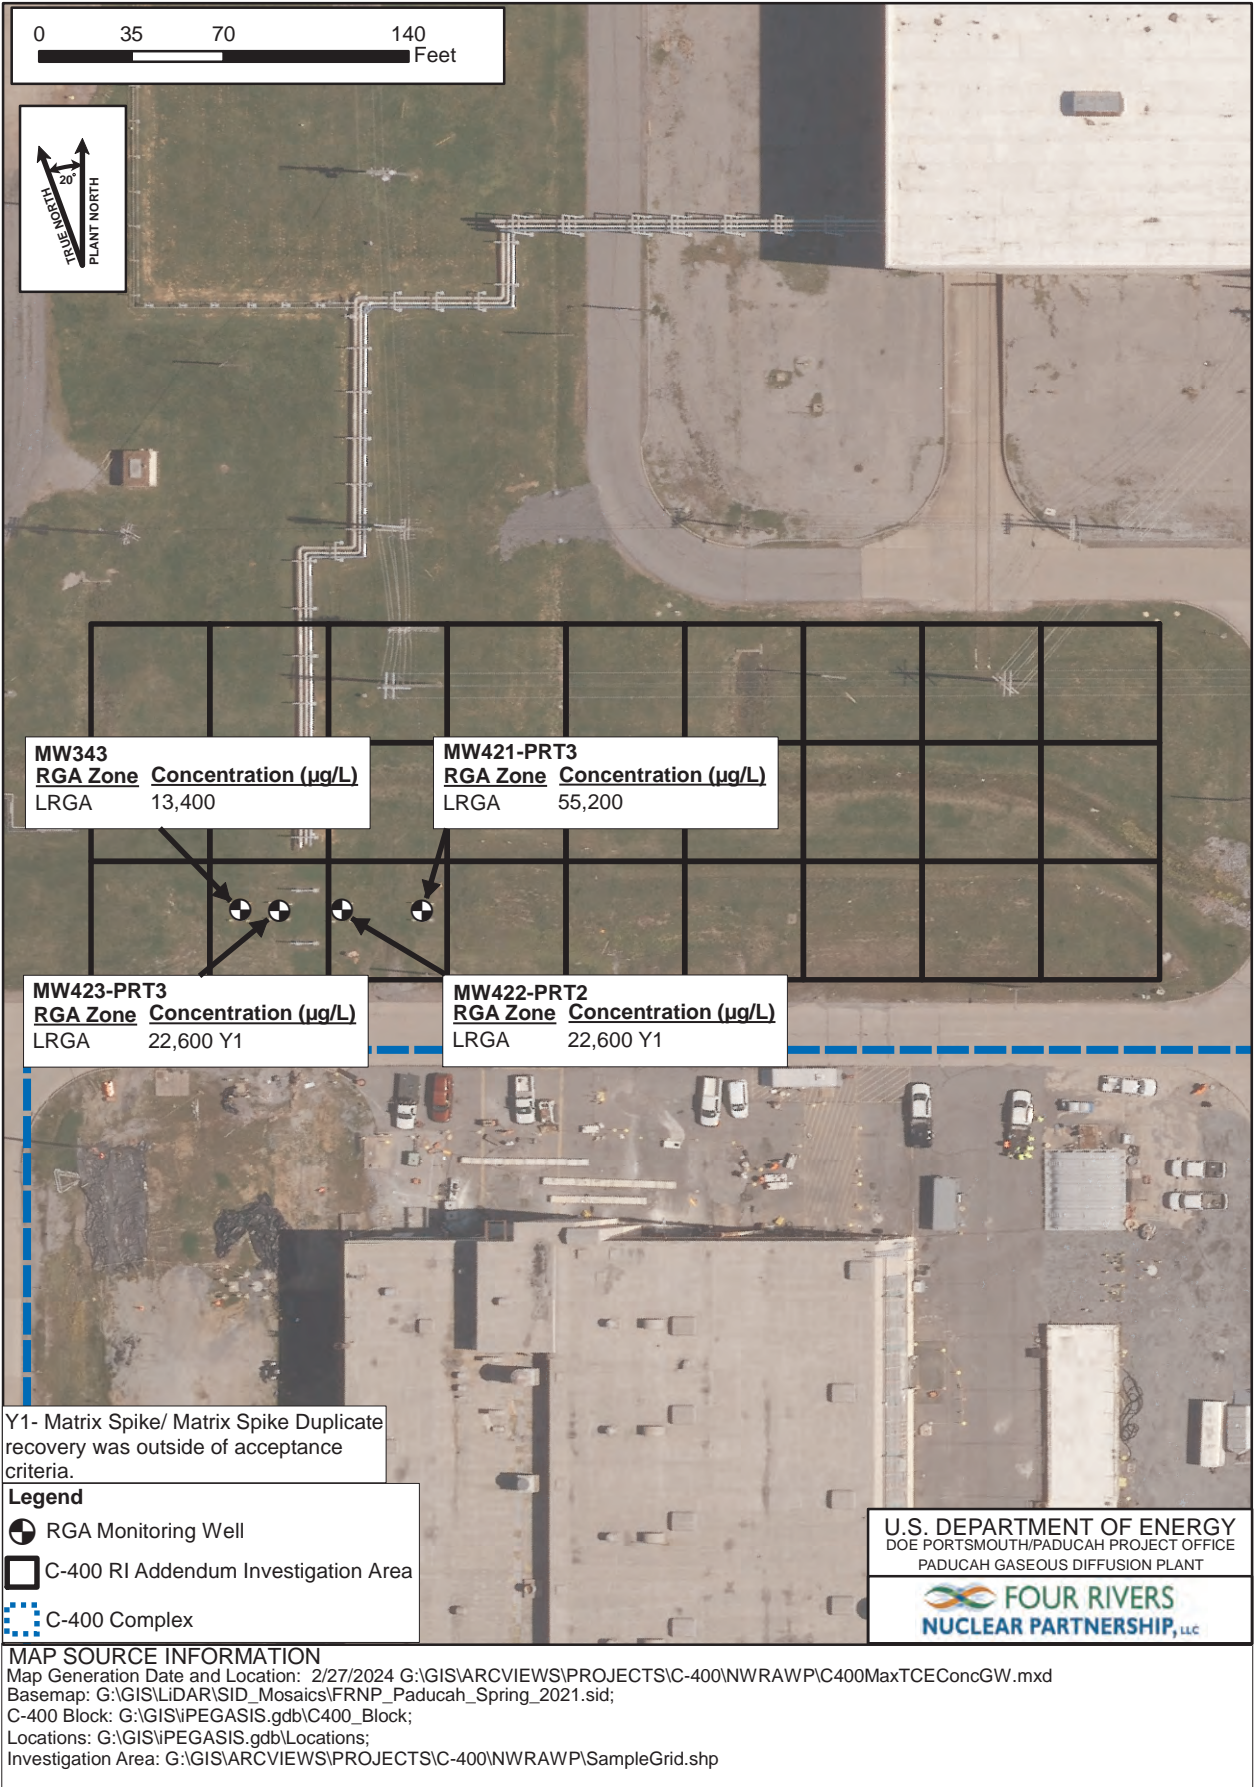 0 35 70 140
Feet
20°
TRUE NORTH
PLANT NORTH
MW343
RGA Zone Concentration (µg/L)
LRGA 13,400
MW421-PRT3
RGA Zone Concentration (µg/L)
LRGA 55,200
MW423-PRT3
RGA Zone Concentration (µg/L)
LRGA 22,600 Y1
MW422-PRT2
RGA Zone Concentration (µg/L)
LRGA 22,600 Y1
Y1- Matrix Spike/ Matrix Spike Duplicate
recovery was outside of acceptance
criteria.
Legend
RGA Monitoring Well
C-400 RI Addendum Investigation Area
C-400 Complex
U.S. DEPARTMENT OF ENERGY
DOE PORTSMOUTH/PADUCAH PROJECT OFFICE
PADUCAH GASEOUS DIFFUSION PLANT
FOUR RIVERS
NUCLEAR PARTNERSHIP, LLC
MAP SOURCE INFORMATION
Map Generation Date and Location: 2/27/2024 G:\GIS\ARCVIEWS\PROJECTS\C-400\NWRAWP\C400MaxTCEConcGW.mxd
Basemap: G:\GIS\LiDAR\SID_Mosaics\FRNP_Paducah_Spring_2021.sid;
C-400 Block: G:\GIS\iPEGASIS.gdb\C400_Block;
Locations: G:\GIS\iPEGASIS.gdb\Locations;
Investigation Area: G:\GIS\ARCVIEWS\PROJECTS\C-400\NWRAWP\SampleGrid.shp